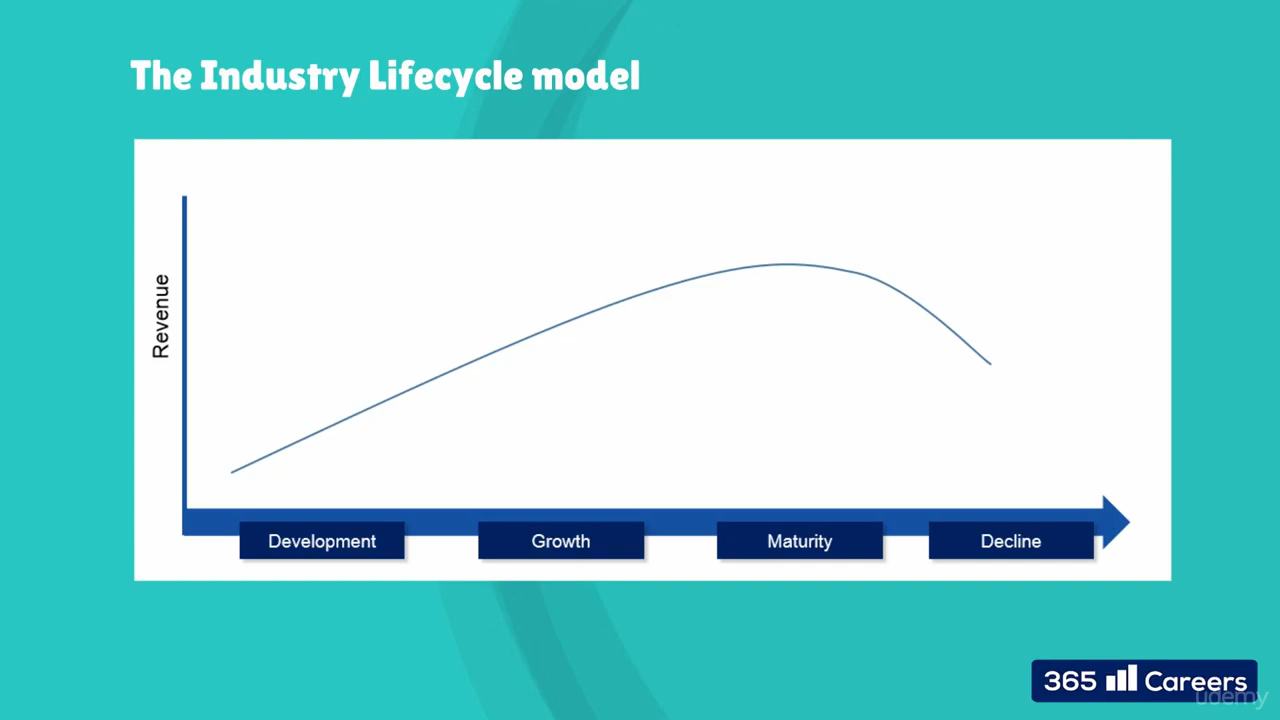 The Industry Lifecycle model
Revenue
Development
Growth
Maturity
Decline
365 Careers
udemy